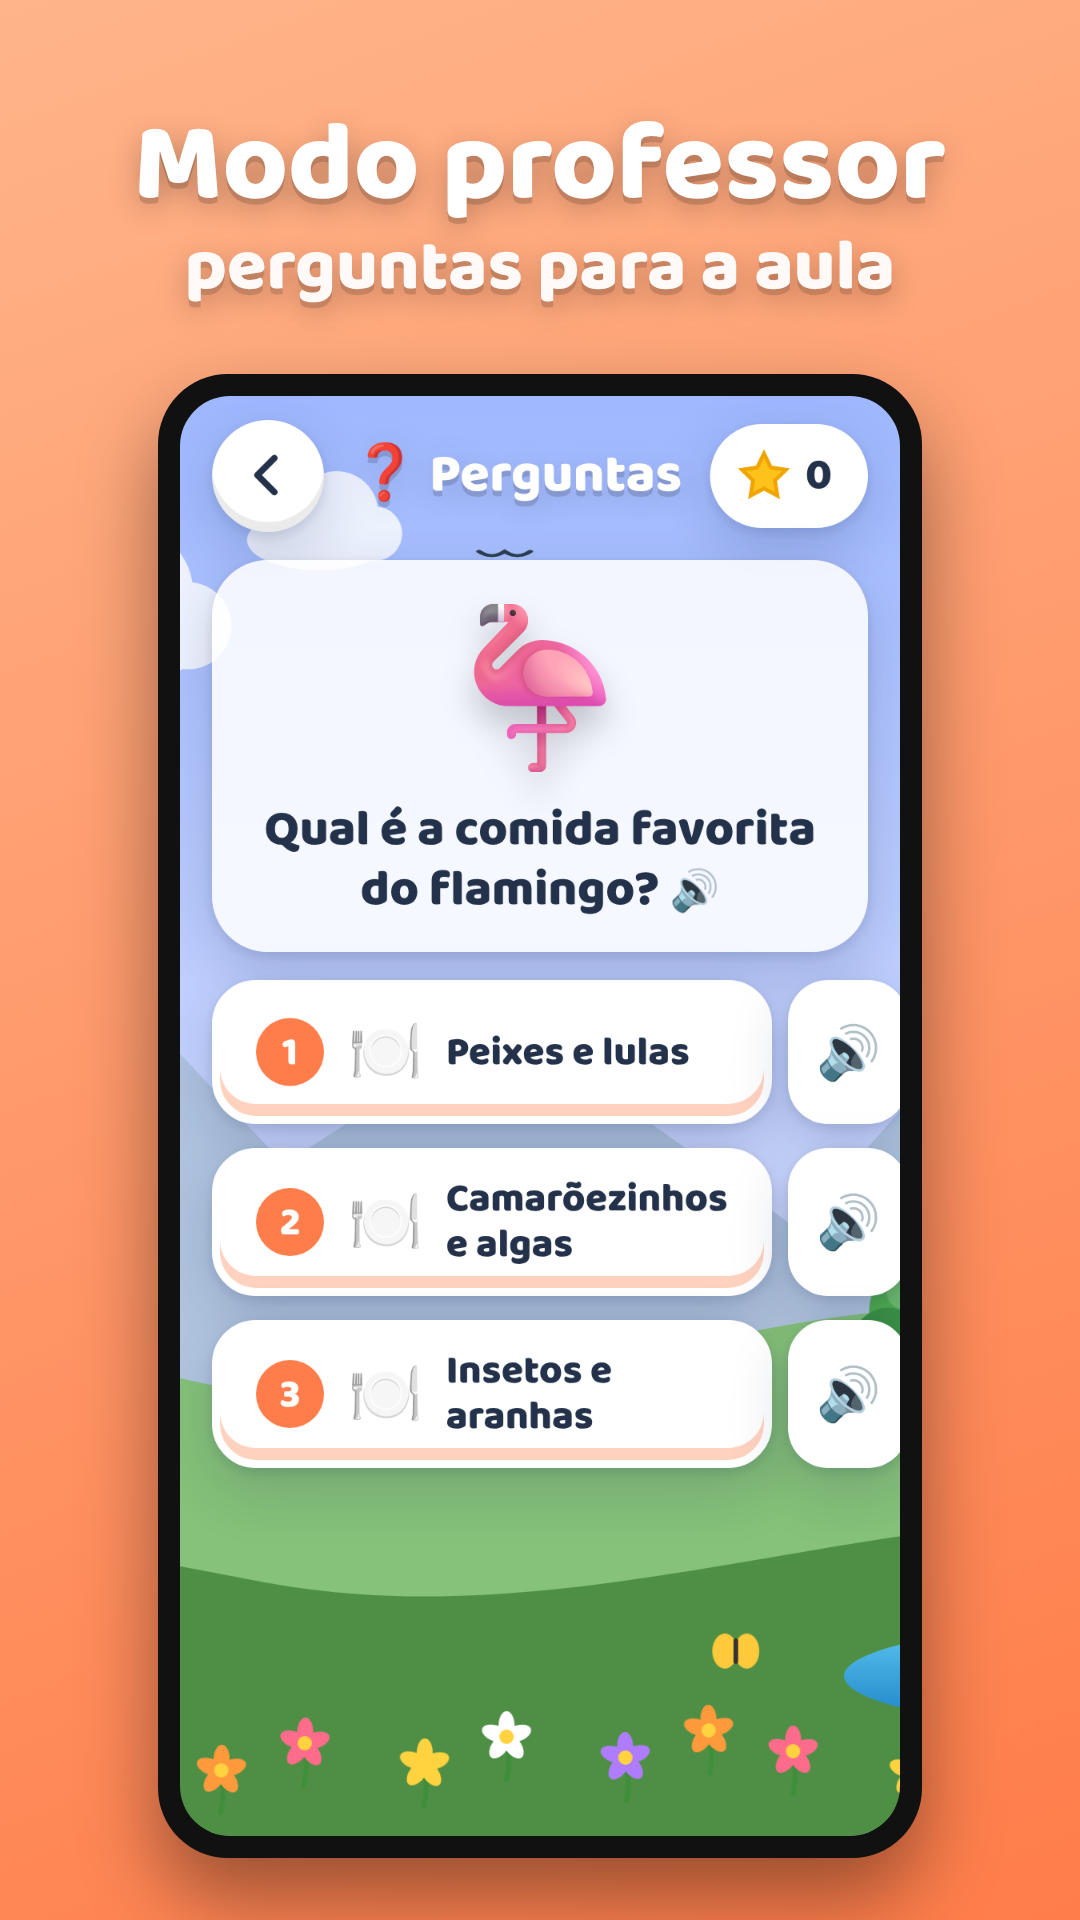 Modo professor
perguntas para a aula
❓ Perguntas
0
Qual é a comida favorita
do flamingo? 🔊
1 🍽️ Peixes e lulas 🔊
2 🍽️ Camarõezinhos
e algas 🔊
3 🍽️ Insetos e
aranhas 🔊